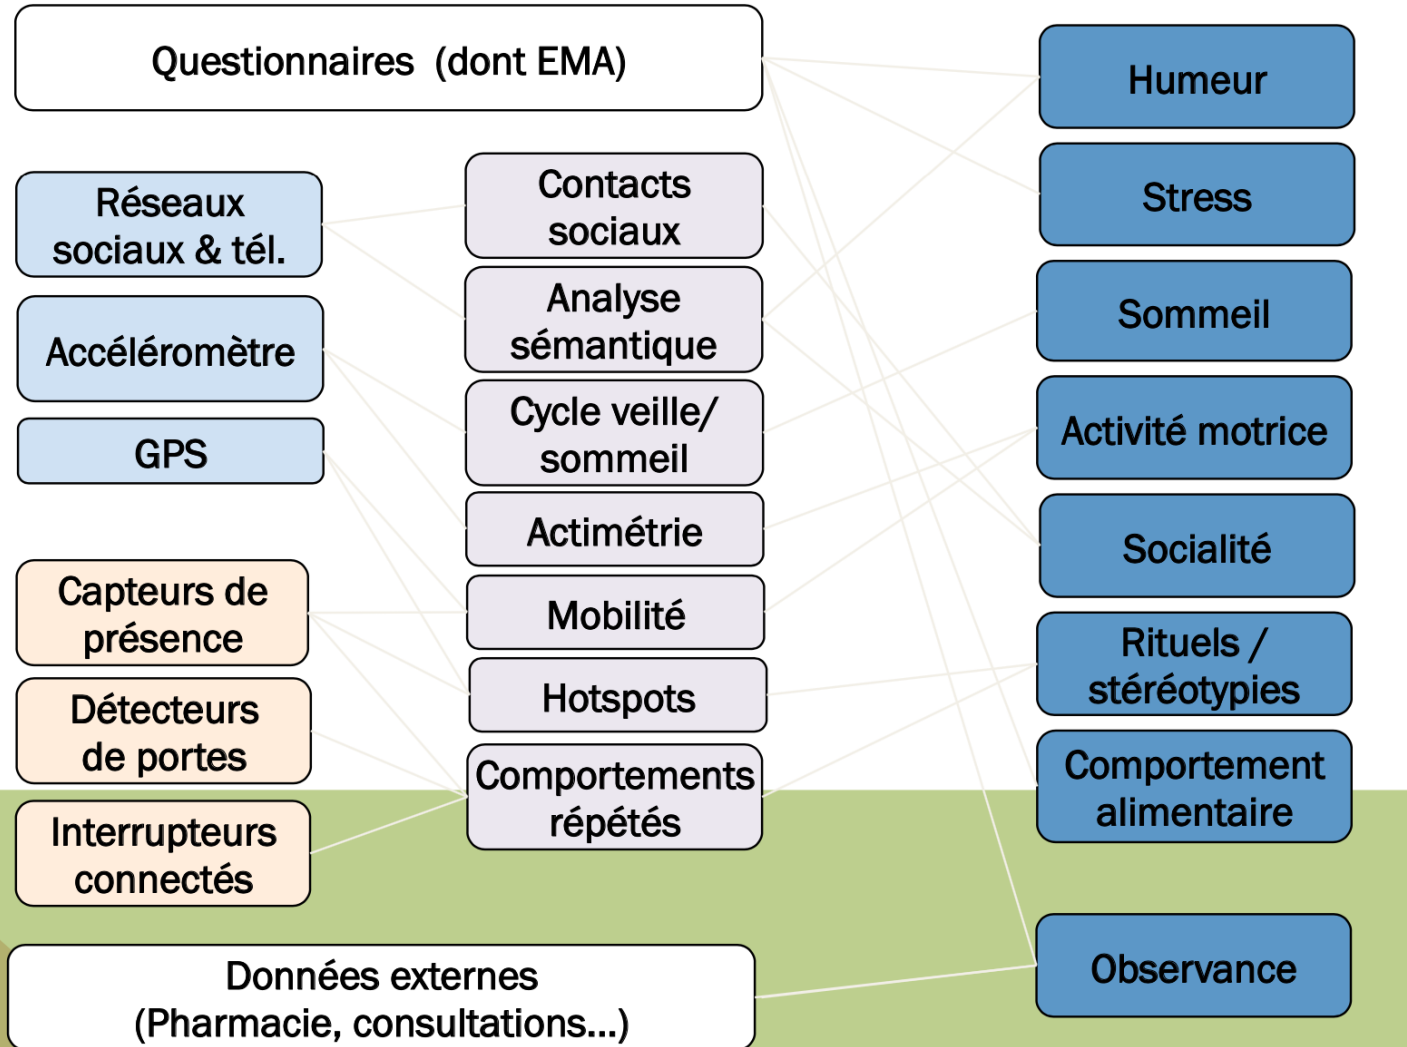 Questionnaires (dont EMA)
Réseaux
sociaux & tél.
Accéléromètre
GPS
Capteurs de
présence
Détecteurs
de portes
Interrupteurs
connectés
Données externes
(Pharmacie, consultations...)
Contacts
sociaux
Analyse
sémantique
Cycle veille/
sommeil
Actimétrie
Mobilité
Hotspots
Comportements
répétés
Humeur
Stress
Sommeil
Activité motrice
Socialité
Rituels /
stéréotypies
Comportement
alimentaire
Observance